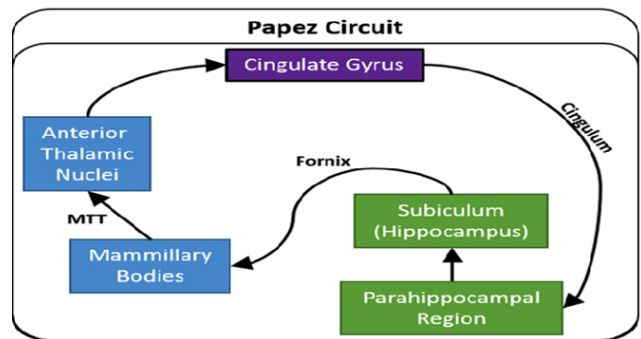 Papez Circuit
Cingulate Gyrus
Cingulum
Anterior
Thalamic
Nuclei
Fornix
MTT
Subiculum
(Hippocampus)
Mammillary
Bodies
Parahippocampal
Region